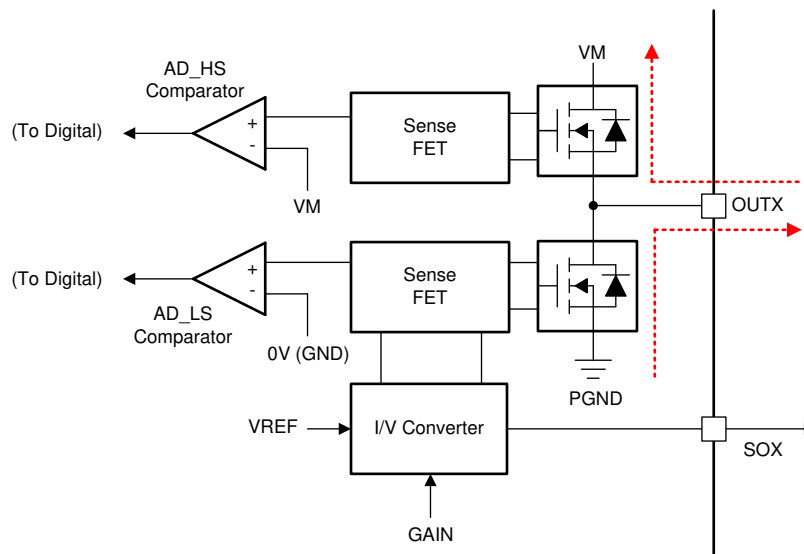 VM
AD_HS
Comparator
(To Digital)
+
-
Sense
FET
VM
OUTX
(To Digital)
+
-
Sense
FET
AD_LS
Comparator
0V (GND)
PGND
VREF
I/V Converter
SOX
GAIN